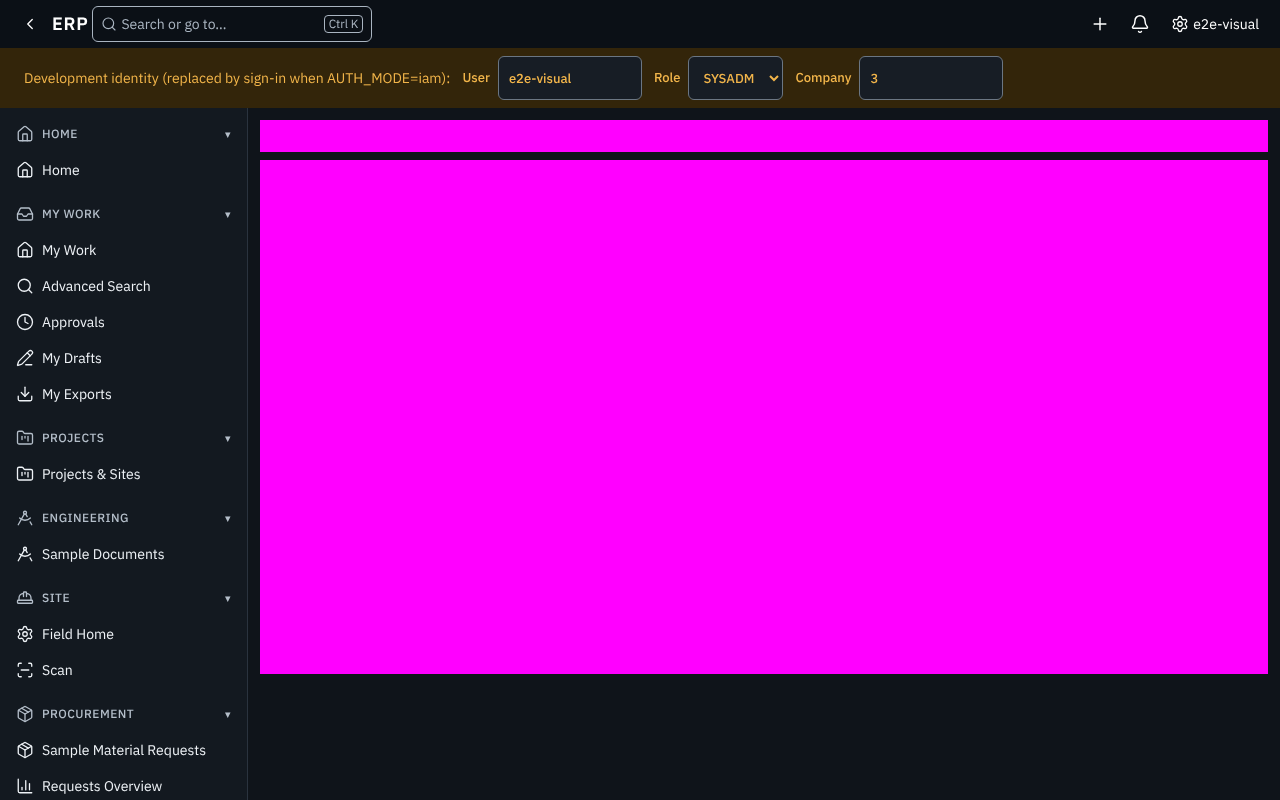 ERP
Search or go to...
Ctrl K
e2e-visual
Development identity (replaced by sign-in when AUTH_MODE=iam):
User
e2e-visual
Role
SYSADM
Company
3
HOME
Home
MY WORK
My Work
Advanced Search
Approvals
My Drafts
My Exports
PROJECTS
Projects & Sites
ENGINEERING
Sample Documents
SITE
Field Home
Scan
PROCUREMENT
Sample Material Requests
Requests Overview